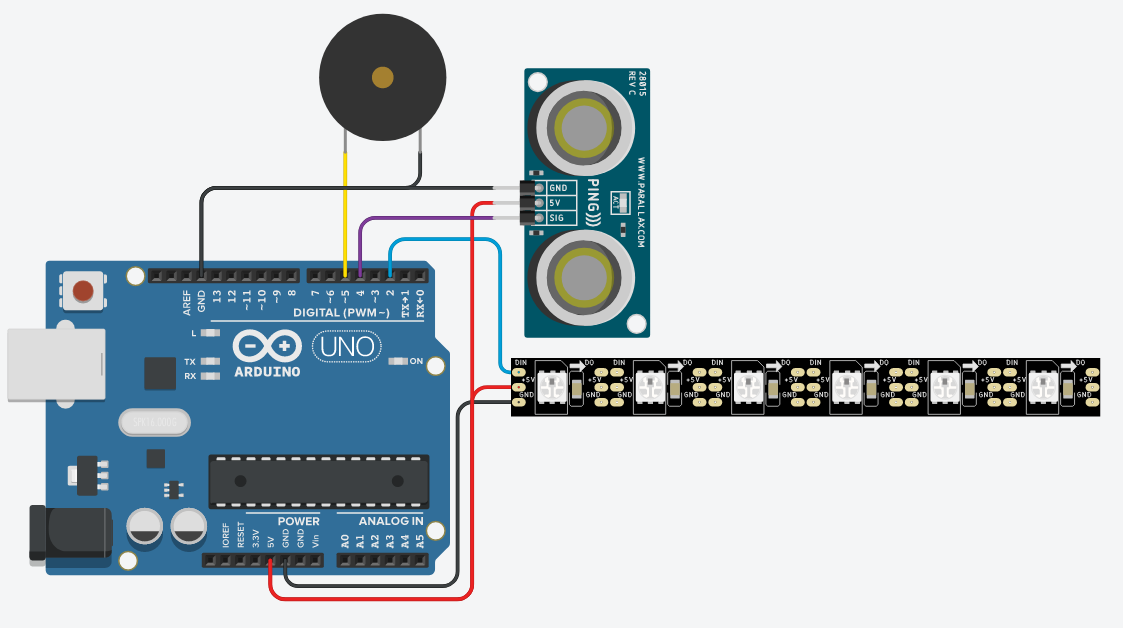 28015
REV C
WWW.PARALLAX.COM
PING)))
ACT
GND
5V
SIG
AREF
GND
13
12
~11
~10
~9
8
7
~6
~5
4
~3
2
TX→1
RX←0
DIGITAL (PWM~)
L
TX
RX
ARDUINO
UNO
ON
POWER
ANALOG IN
IOREF
RESET
3.3V
5V
GND
GND
Vin
A0
A1
A2
A3
A4
A5
DIN DO DIN DO DIN DO DIN DO DIN DO DIN DO
+5V +5V +5V +5V +5V +5V +5V +5V +5V +5V +5V
GND GND GND GND GND GND GND GND GND GND GND GND